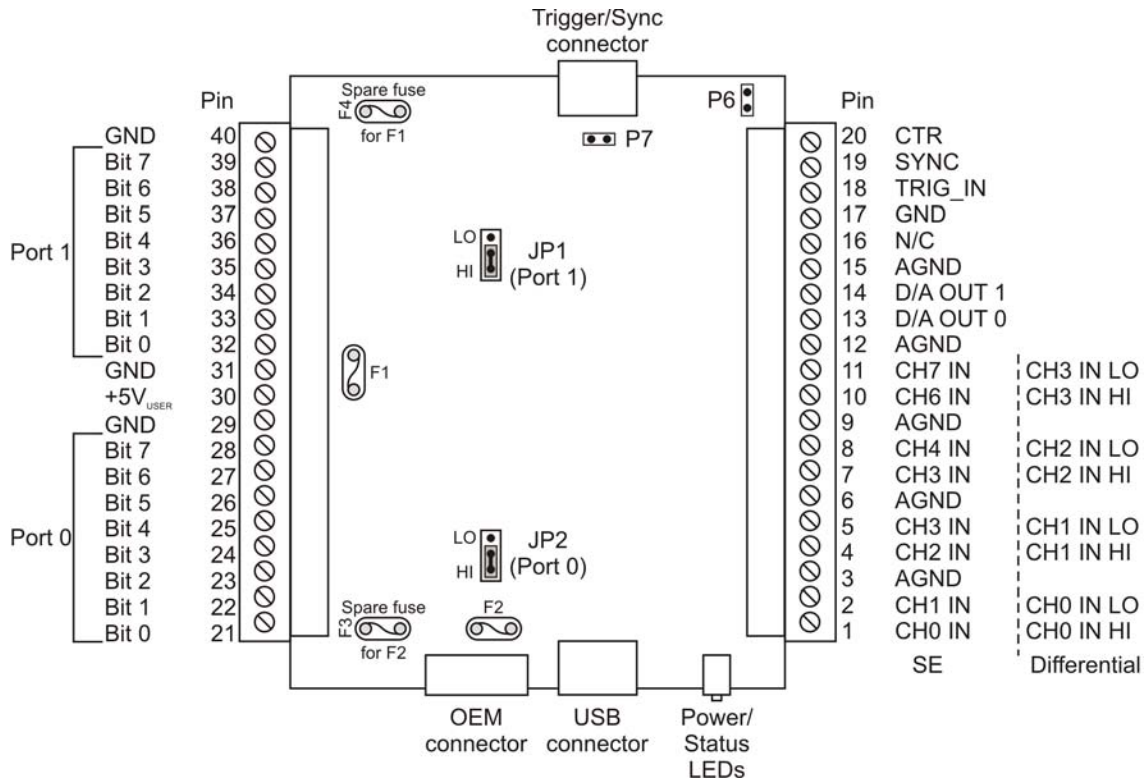 Trigger/Sync
connector
Pin
GND 40
Bit 7 39
Bit 6 38
Bit 5 37
Bit 4 36
Bit 3 35
Bit 2 34
Bit 1 33
Bit 0 32
Port 1
GND 31
+5V USER 30
GND 29
Bit 7 28
Bit 6 27
Bit 5 26
Bit 4 25
Bit 3 24
Bit 2 23
Bit 1 22
Bit 0 21
Port 0
Spare fuse
F4
for F1
P6
P7
LO
HI
JP1
(Port 1)
F1
LO
HI
JP2
(Port 0)
Spare fuse
F3
for F2
F2
Pin
20 CTR
19 SYNC
18 TRIG_IN
17 GND
16 N/C
15 AGND
14 D/A OUT 1
13 D/A OUT 0
12 AGND
11 CH7 IN CH3 IN LO
10 CH6 IN CH3 IN HI
9 AGND
8 CH4 IN CH2 IN LO
7 CH3 IN CH2 IN HI
6 AGND
5 CH3 IN CH1 IN LO
4 CH2 IN CH1 IN HI
3 AGND
2 CH1 IN CH0 IN LO
1 CH0 IN CH0 IN HI
SE Differential
OEM
connector
USB
connector
Power/
Status
LEDs